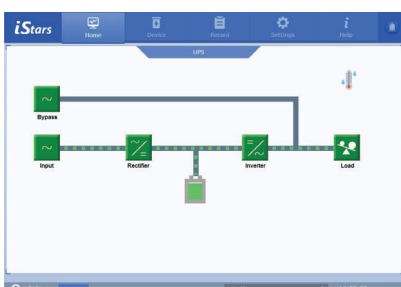 iStars
Home
Device
Record
Settings
Help
UPS
Bypass
Input
Rectifier
Inverter
Load